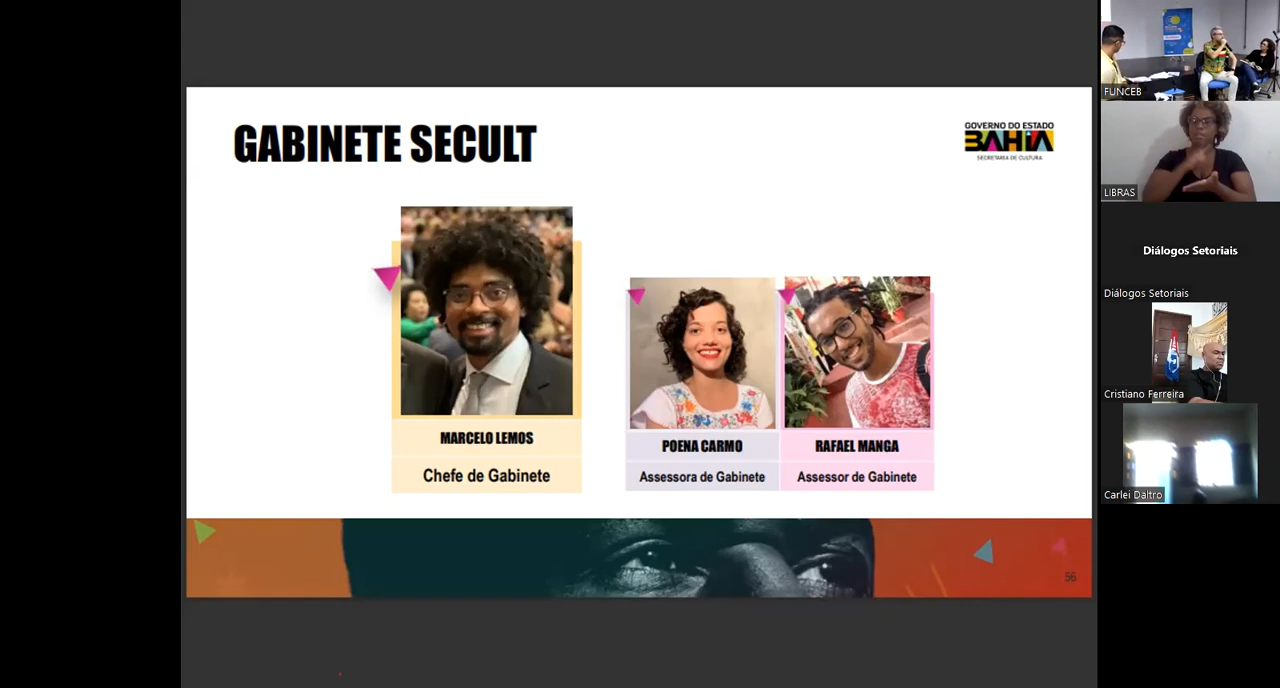 GABINETE SECULT
GOVERNO DO ESTADO
BAHIA
SECRETARIA DE CULTURA
MARCELO LEMOS
Chefe de Gabinete
POENA CARMO
Assessora de Gabinete
RAFAEL MANGA
Assessor de Gabinete
56
FUNCEB
LIBRAS
Diálogos Setoriais
Diálogos Setoriais
Cristiano Ferreira
Carlei Daltro